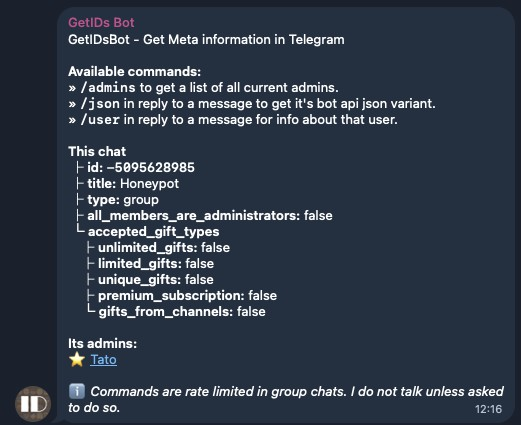 GetIDs Bot
GetIDsBot - Get Meta information in Telegram
Available commands:
» /admins to get a list of all current admins.
» /json in reply to a message to get it's bot api json variant.
» /user in reply to a message for info about that user.
This chat
├ id: -5095628985
├ title: Honeypot
├ type: group
├ all_members_are_administrators: false
└ accepted_gift_types
├ unlimited_gifts: false
├ limited_gifts: false
├ unique_gifts: false
├ premium_subscription: false
└ gifts_from_channels: false
Its admins:
⭐ Tato
ℹ️ Commands are rate limited in group chats. I do not talk unless asked
to do so.
12:16
ID